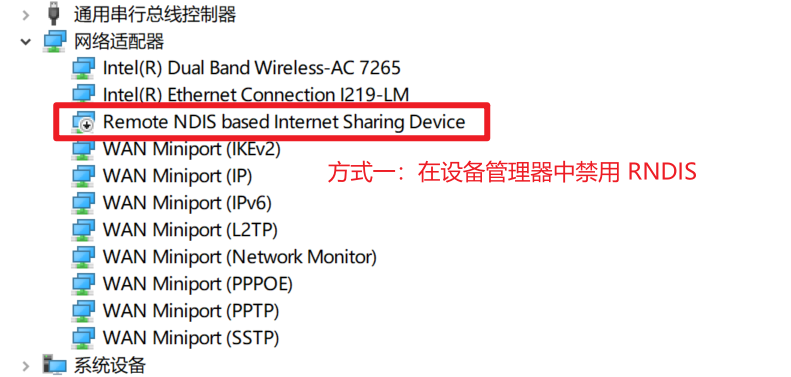 通用串行总线控制器
网络适配器
Intel(R) Dual Band Wireless-AC 7265
Intel(R) Ethernet Connection I219-LM
Remote NDIS based Internet Sharing Device
WAN Miniport (IKEv2)
WAN Miniport (IP)
方式一：在设备管理器中禁用 RNDIS
WAN Miniport (IPv6)
WAN Miniport (L2TP)
WAN Miniport (Network Monitor)
WAN Miniport (PPPOE)
WAN Miniport (PPTP)
WAN Miniport (SSTP)
系统设备